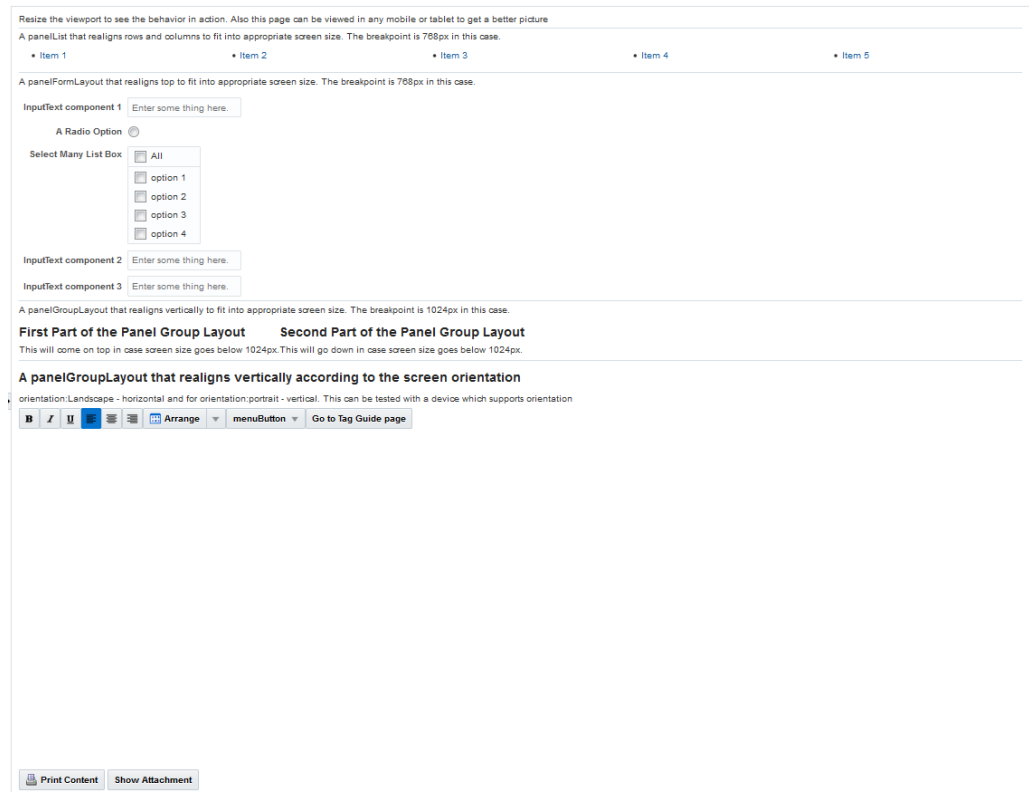 Resize the viewport to see the behavior in action. Also this page can be viewed in any mobile or tablet to get a better picture
A panelList that realigns rows and columns to fit into appropriate screen size. The breakpoint is 768px in this case.
• Item 1 • Item 2 • Item 3 • Item 4 • Item 5
A panelFormLayout that realigns top to fit into appropriate screen size. The breakpoint is 768px in this case.
InputText component 1 Enter some thing here.
A Radio Option
Select Many List Box All
option 1
option 2
option 3
option 4
InputText component 2 Enter some thing here.
InputText component 3 Enter some thing here.
A panelGroupLayout that realigns vertically to fit into appropriate screen size. The breakpoint is 1024px in this case.
First Part of the Panel Group Layout Second Part of the Panel Group Layout
This will come on top in case screen size goes below 1024px.This will go down in case screen size goes below 1024px.
A panelGroupLayout that realigns vertically according to the screen orientation
orientation:Landscape - horizontal and for orientation:portrait - vertical. This can be tested with a device which supports orientation
B I U Arrange menuButton Go to Tag Guide page
Print Content Show Attachment